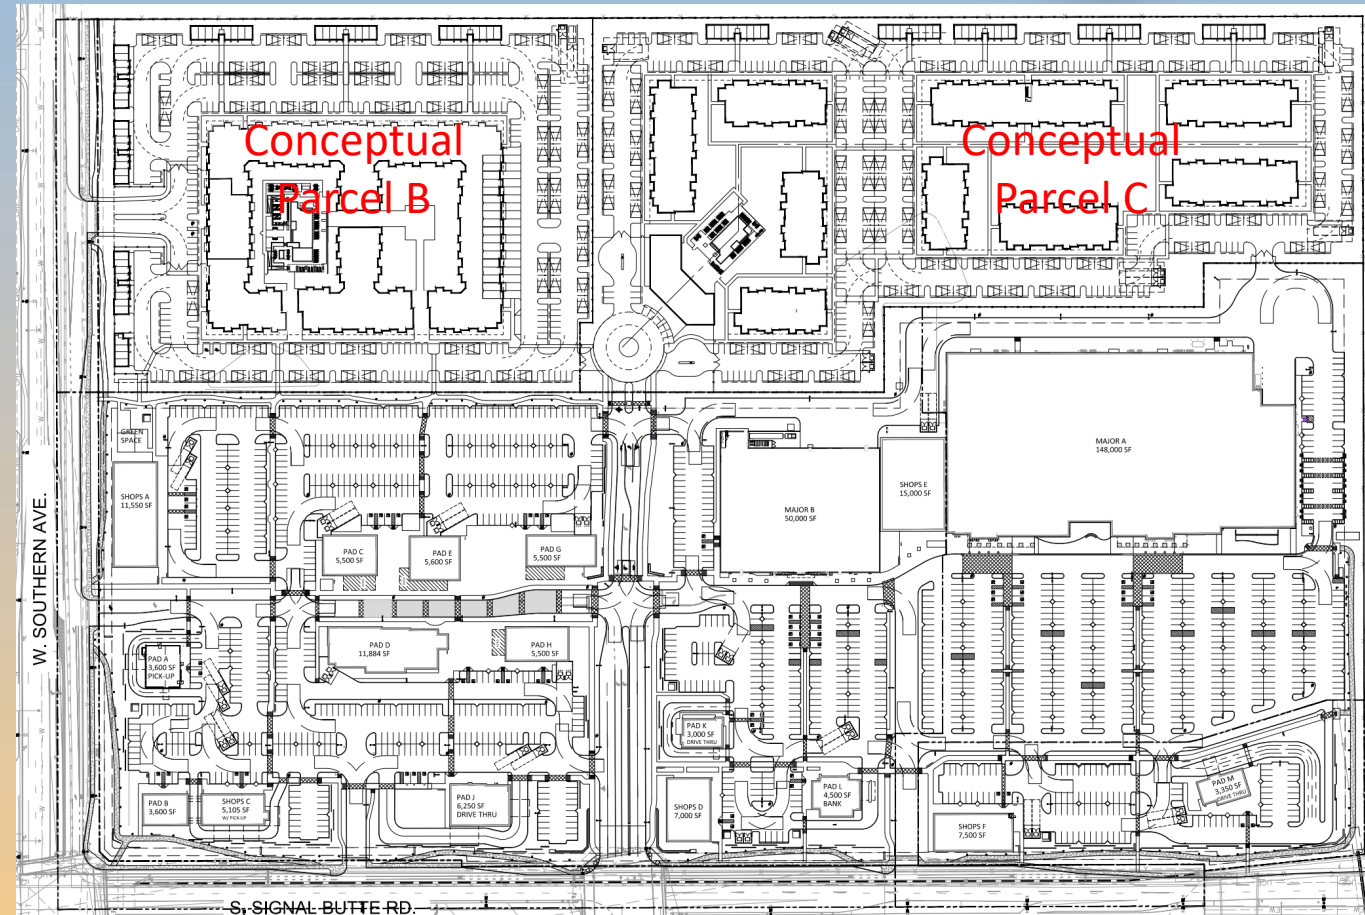 Conceptual
Parcel B
Conceptual
Parcel C
GREEN
SPACE
SHOPS A
11,550 SF
MAJOR A
148,000 SF
SHOPS E
15,000 SF
MAJOR B
50,000 SF
PAD C
5,500 SF
PAD E
5,600 SF
PAD G
5,500 SF
W. SOUTHERN AVE.
PAD D
11,884 SF
PAD H
5,500 SF
PAD A
3,600 SF
PICK-UP
PAD K
3,000 SF
DRIVE THRU
PAD B
3,600 SF
SHOPS C
5,105 SF
W/ PICK-UP
PAD J
6,250 SF
DRIVE THRU
SHOPS D
7,000 SF
PAD L
4,500 SF
BANK
SHOPS F
7,500 SF
PAD M
3,350 SF
DRIVE THRU
S. SIGNAL BUTTE RD.